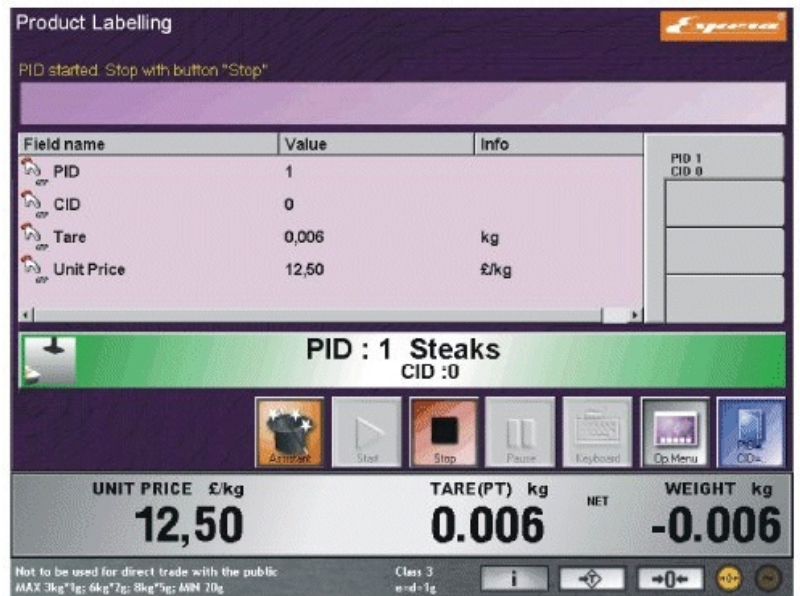 Product Labelling
Espera
PID started. Stop with button "Stop"
Field name Value Info
PID 1
CID 0
Tare 0,006 kg
Unit Price 12,50 £/kg
PID 1
CID 0
PID : 1 Steaks
CID :0
Assistant Start Stop Pause Keyboard Op.Menu PID=..
CID=..
UNIT PRICE £/kg TARE(PT) kg NET WEIGHT kg
12,50 0.006 -0.006
Not to be used for direct trade with the public Class 3
MAX 3kg*1g; 6kg*2g; 8kg*5g; MIN 20g e=d=1g
i T →0←